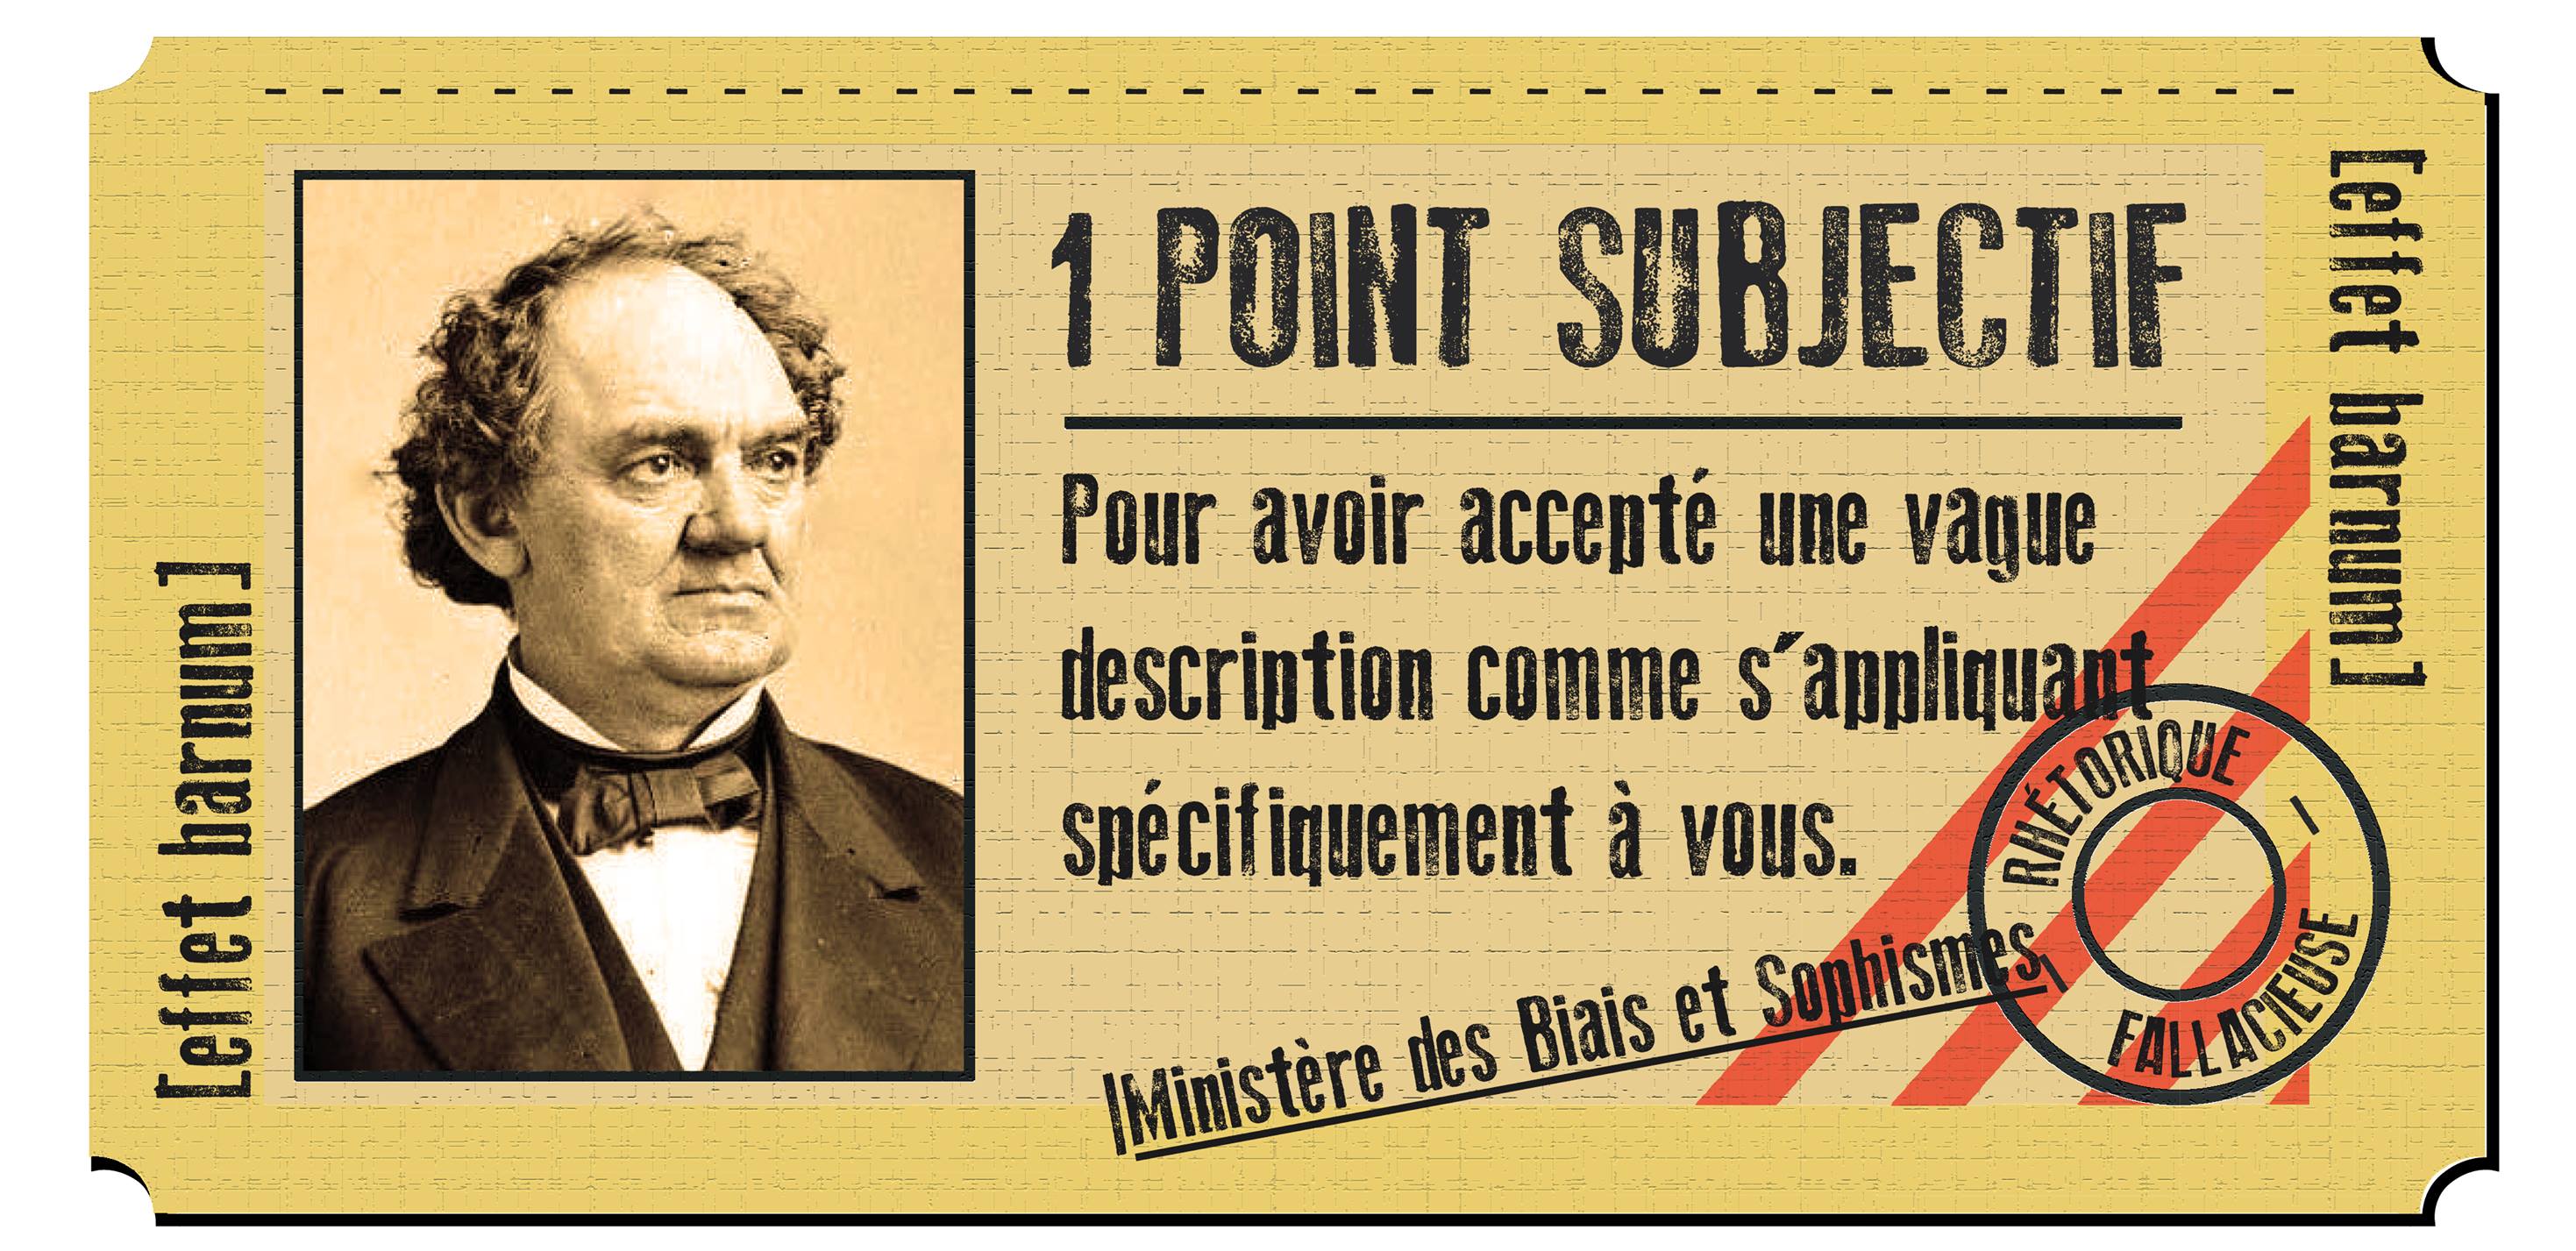 [effet barnum]
1 POINT SUBJECTIF
Pour avoir accepté une vague
description comme s'appliquant
spécifiquement à vous.
|Ministère des Biais et Sophismes|
RHÉTORIQUE
FALLACIEUSE
[effet barnum]